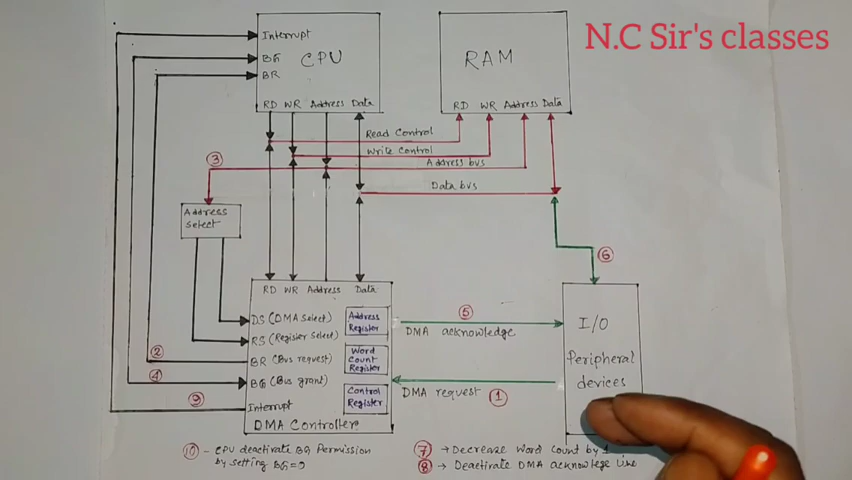 N.C Sir's classes
Interrupt
BG
BR
CPU
RD WR Address Data
RAM
RD WR Address Data
Read Control
Write Control
Address bus
Data bus
3
Address
Select
6
RD WR Address Data
DS (DMA Select)
RS (Register Select)
BR (Bus request)
BG (Bus grant)
Interrupt
DMA Controller
Address
Register
Word
Count
Register
Control
Register
2
4
9
5
DMA acknowledge
DMA request 1
I/O
Peripheral
devices
10 - CPU deactivate BG Permission
by setting BG=0
7 → Decrease Word Count by 1
8 → Deactivate DMA acknowlege line